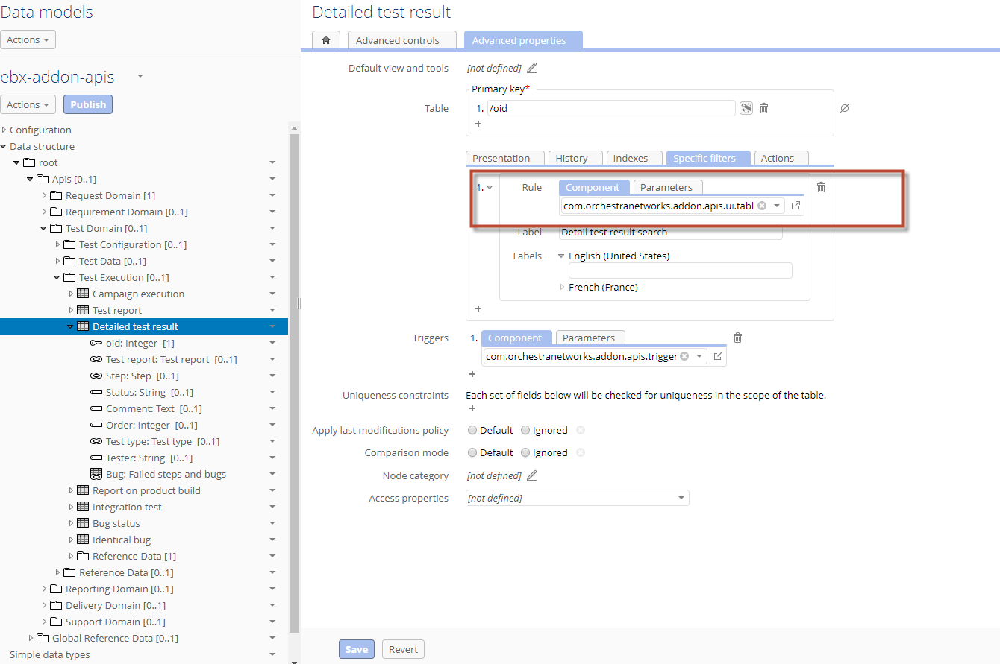 Data models
Actions
ebx-addon-apis
Actions
Publish
Configuration
Data structure
root
Apis [0..1]
Request Domain [1]
Requirement Domain [0..1]
Test Domain [0..1]
Test Configuration [0..1]
Test Data [0..1]
Test Execution [0..1]
Campaign execution
Test report
Detailed test result
oid: Integer [1]
Test report: Test report [0..1]
Step: Step [0..1]
Status: String [0..1]
Comment: Text [0..1]
Order: Integer [0..1]
Test type: Test type [0..1]
Tester: String [0..1]
Bug: Failed steps and bugs
Report on product build
Integration test
Bug status
Identical bug
Reference Data [1]
Reference Data [0..1]
Reporting Domain [0..1]
Delivery Domain [0..1]
Support Domain [0..1]
Global Reference Data [0..1]
Simple data types
Detailed test result
Advanced controls
Advanced properties
Default view and tools [not defined]
Primary key*
Table 1. /oid
+
Presentation
History
Indexes
Specific filters
Actions
1. Rule Component Parameters
com.orchestranetworks.addon.apis.ui.tabl
Label Detail test result search
Labels English (United States)
French (France)
+
Triggers 1. Component Parameters
com.orchestranetworks.addon.apis.trigger
+
Uniqueness constraints Each set of fields below will be checked for uniqueness in the scope of the table.
+
Apply last modifications policy Default Ignored
Comparison mode Default Ignored
Node category [not defined]
Access properties [not defined]
Save
Revert